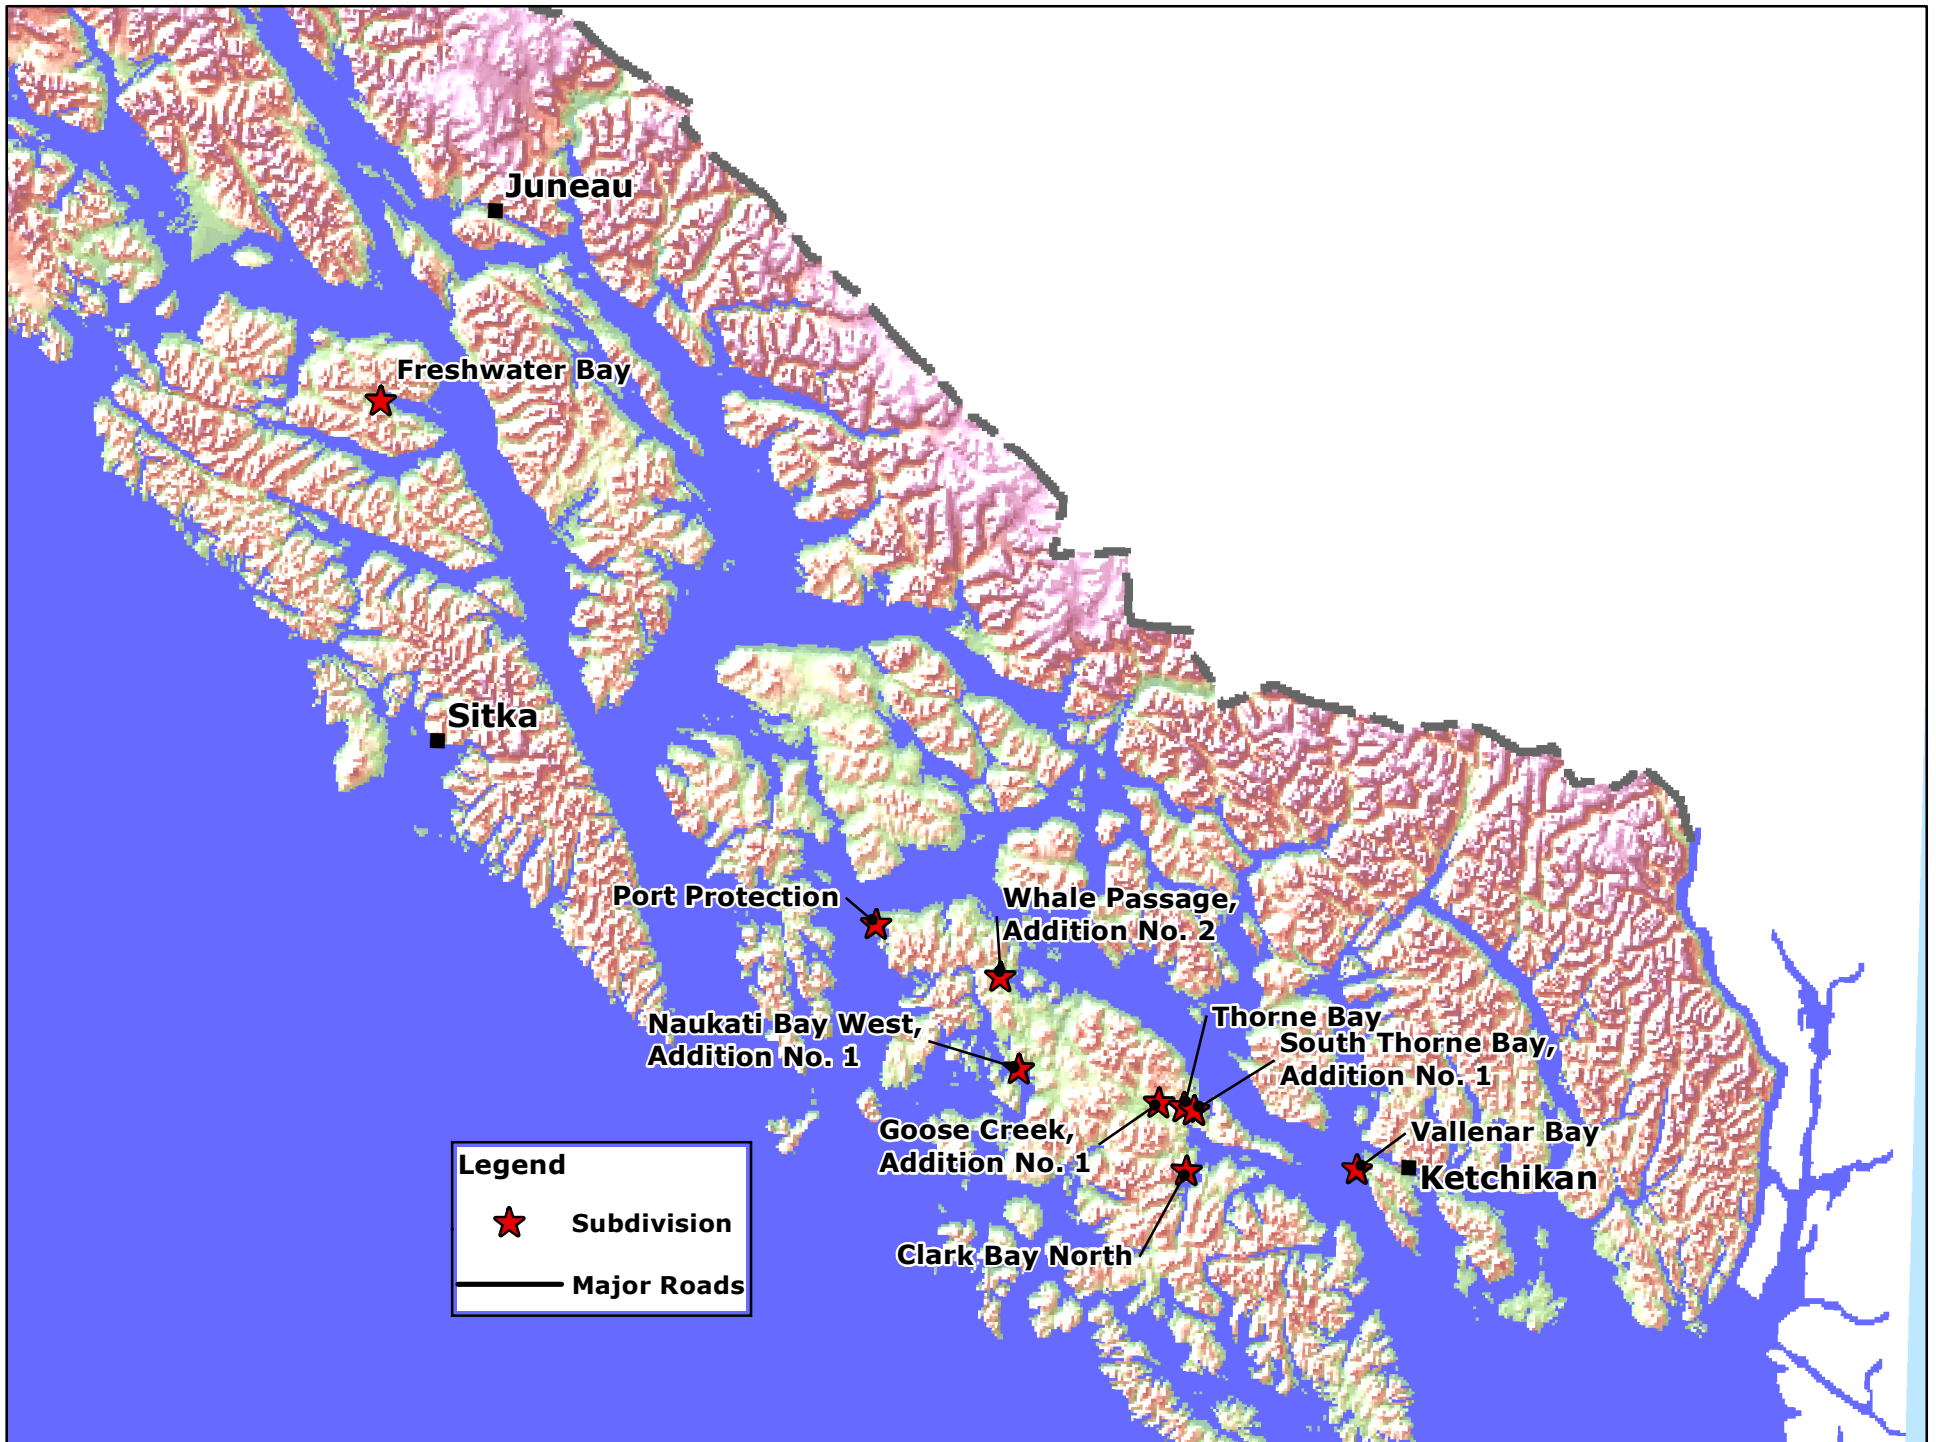 Juneau
Freshwater Bay
Sitka
Port Protection
Whale Passage,
Addition No. 2
Naukati Bay West,
Addition No. 1
Thorne Bay
South Thorne Bay,
Addition No. 1
Goose Creek,
Addition No. 1
Vallenar Bay
Ketchikan
Clark Bay North
Legend
Subdivision
Major Roads